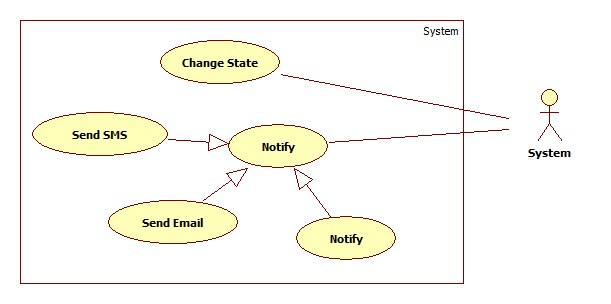 System
Change State
Send SMS
Notify
System
Send Email
Notify